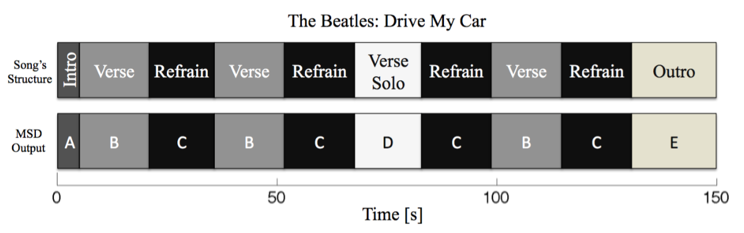 The Beatles: Drive My Car
Song's
Structure
Intro Verse Refrain Verse Refrain Verse
Solo Refrain Verse Refrain Outro
MSD
Output
A B C B C D C B C E
0 50 100 150
Time [s]